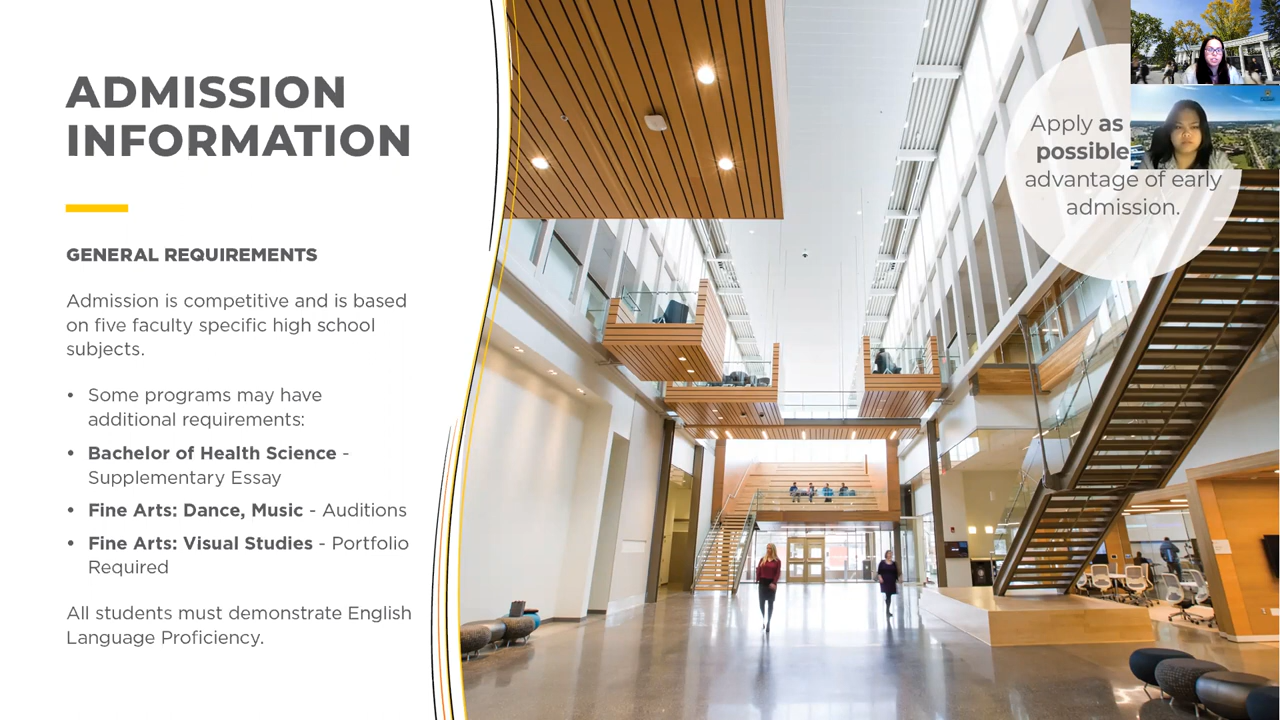 ADMISSION
INFORMATION
GENERAL REQUIREMENTS
Admission is competitive and is based
on five faculty specific high school
subjects.
• Some programs may have
additional requirements:
• Bachelor of Health Science -
Supplementary Essay
• Fine Arts: Dance, Music - Auditions
• Fine Arts: Visual Studies - Portfolio
Required
All students must demonstrate English
Language Proficiency.
Apply as
possible
advantage of early
admission.